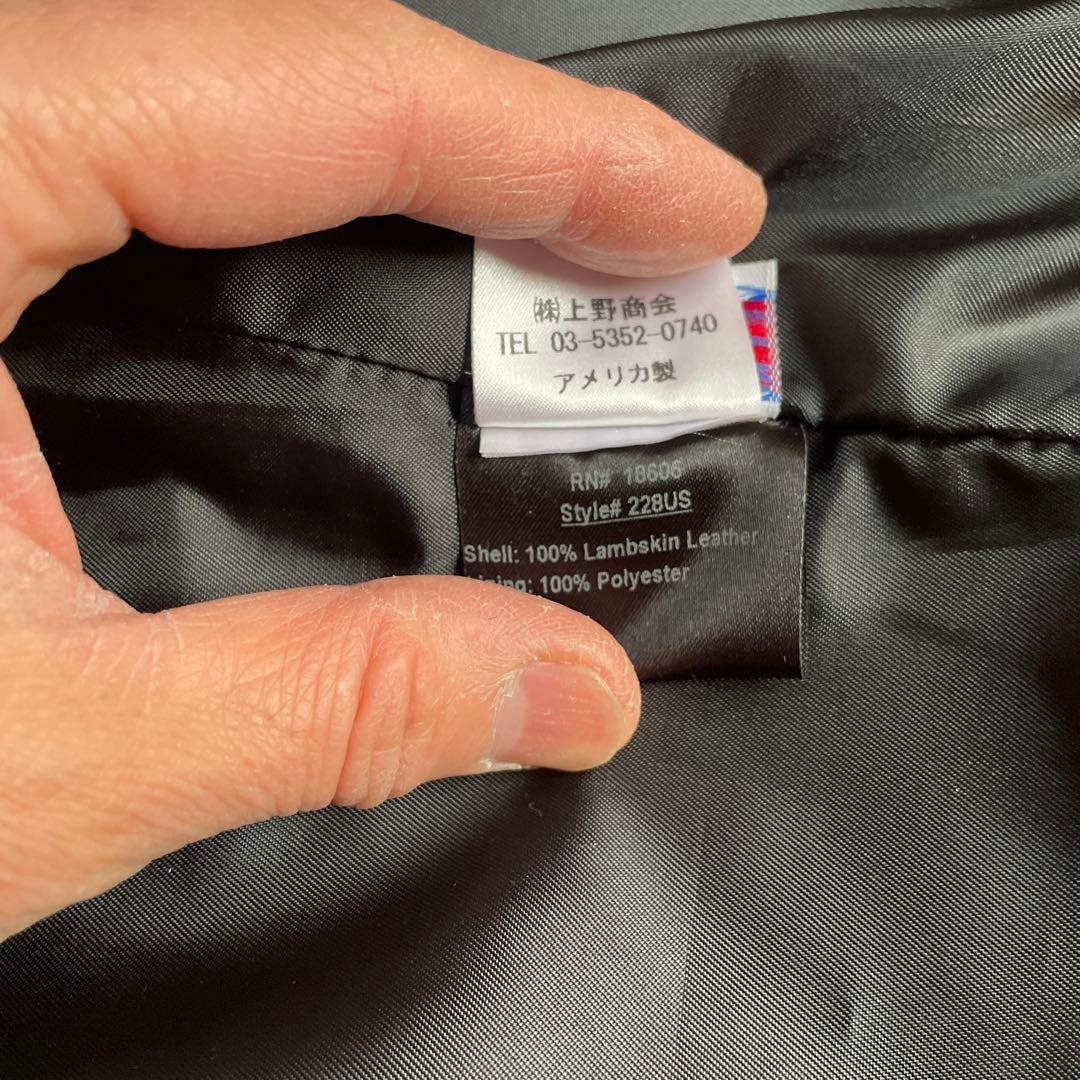 ㈱上野商会
TEL 03-5352-0740
アメリカ製
RN# 18606
Style# 228US
Shell: 100% Lambskin Leather
100% Polyester